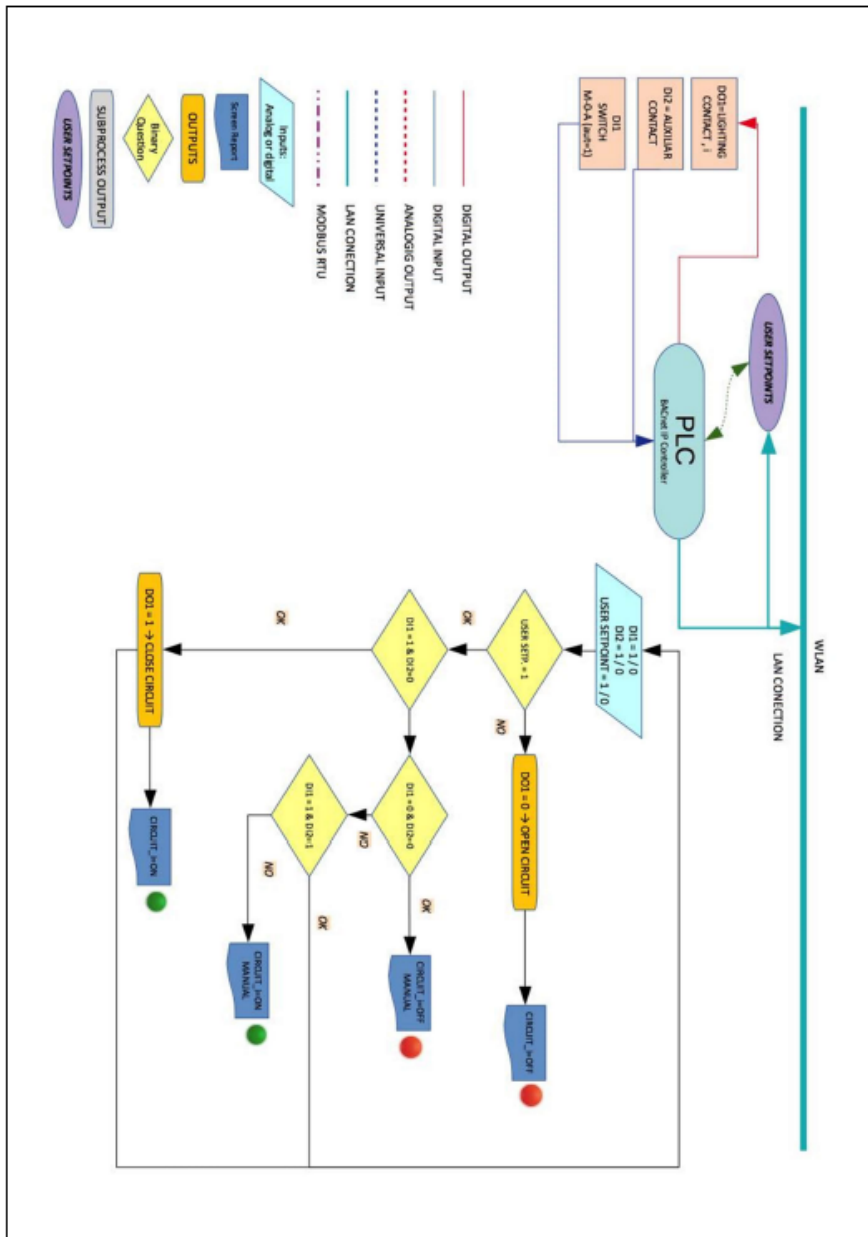 WLAN
LAN CONECTION
USER SETPOINTS
PLC
BACnet IP Controller
DO1=LIGHTING
CONTACT , i
DI2 = AUXILIAR
CONTACT
DI1
SWITCH
M-0-A (aut=1)
DIGITAL OUTPUT
DIGITAL INPUT
ANALOGIG OUTPUT
UNIVERSAL INPUT
LAN CONECTION
MODBUS RTU
Inputs:
Analog or digital
Screen Report
OUTPUTS
Binary
Question
SUBPROCESS OUTPUT
USER SETPOINTS
DI1 = 1 / 0
DI2 = 1 / 0
USER SETPOINT = 1 / 0
USER SETP. = 1
NO
DO1 = 0 → OPEN CIRCUIT
CIRCUIT_i=OFF
OK
DI1 = 1 & DI2=0
DI1 =0 & DI2=0
OK
CIRCUIT_i=OFF
MANUAL
NO
DI1 = 1 & DI2=1
OK
NO
CIRCUIT_i=ON
MANUAL
OK
DO1 = 1 → CLOSE CIRCUIT
CIRCUIT_i=ON